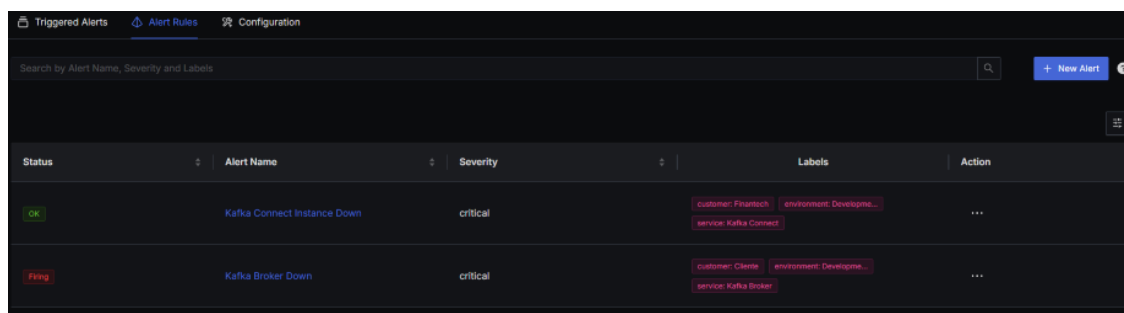 Triggered Alerts Alert Rules Configuration
Search by Alert Name, Severity and Labels
+ New Alert
Status Alert Name Severity Labels Action
OK Kafka Connect Instance Down critical customer: Finantech environment: Developme... ...
service: Kafka Connect
Firing Kafka Broker Down critical customer: Cliente environment: Developme... ...
service: Kafka Broker